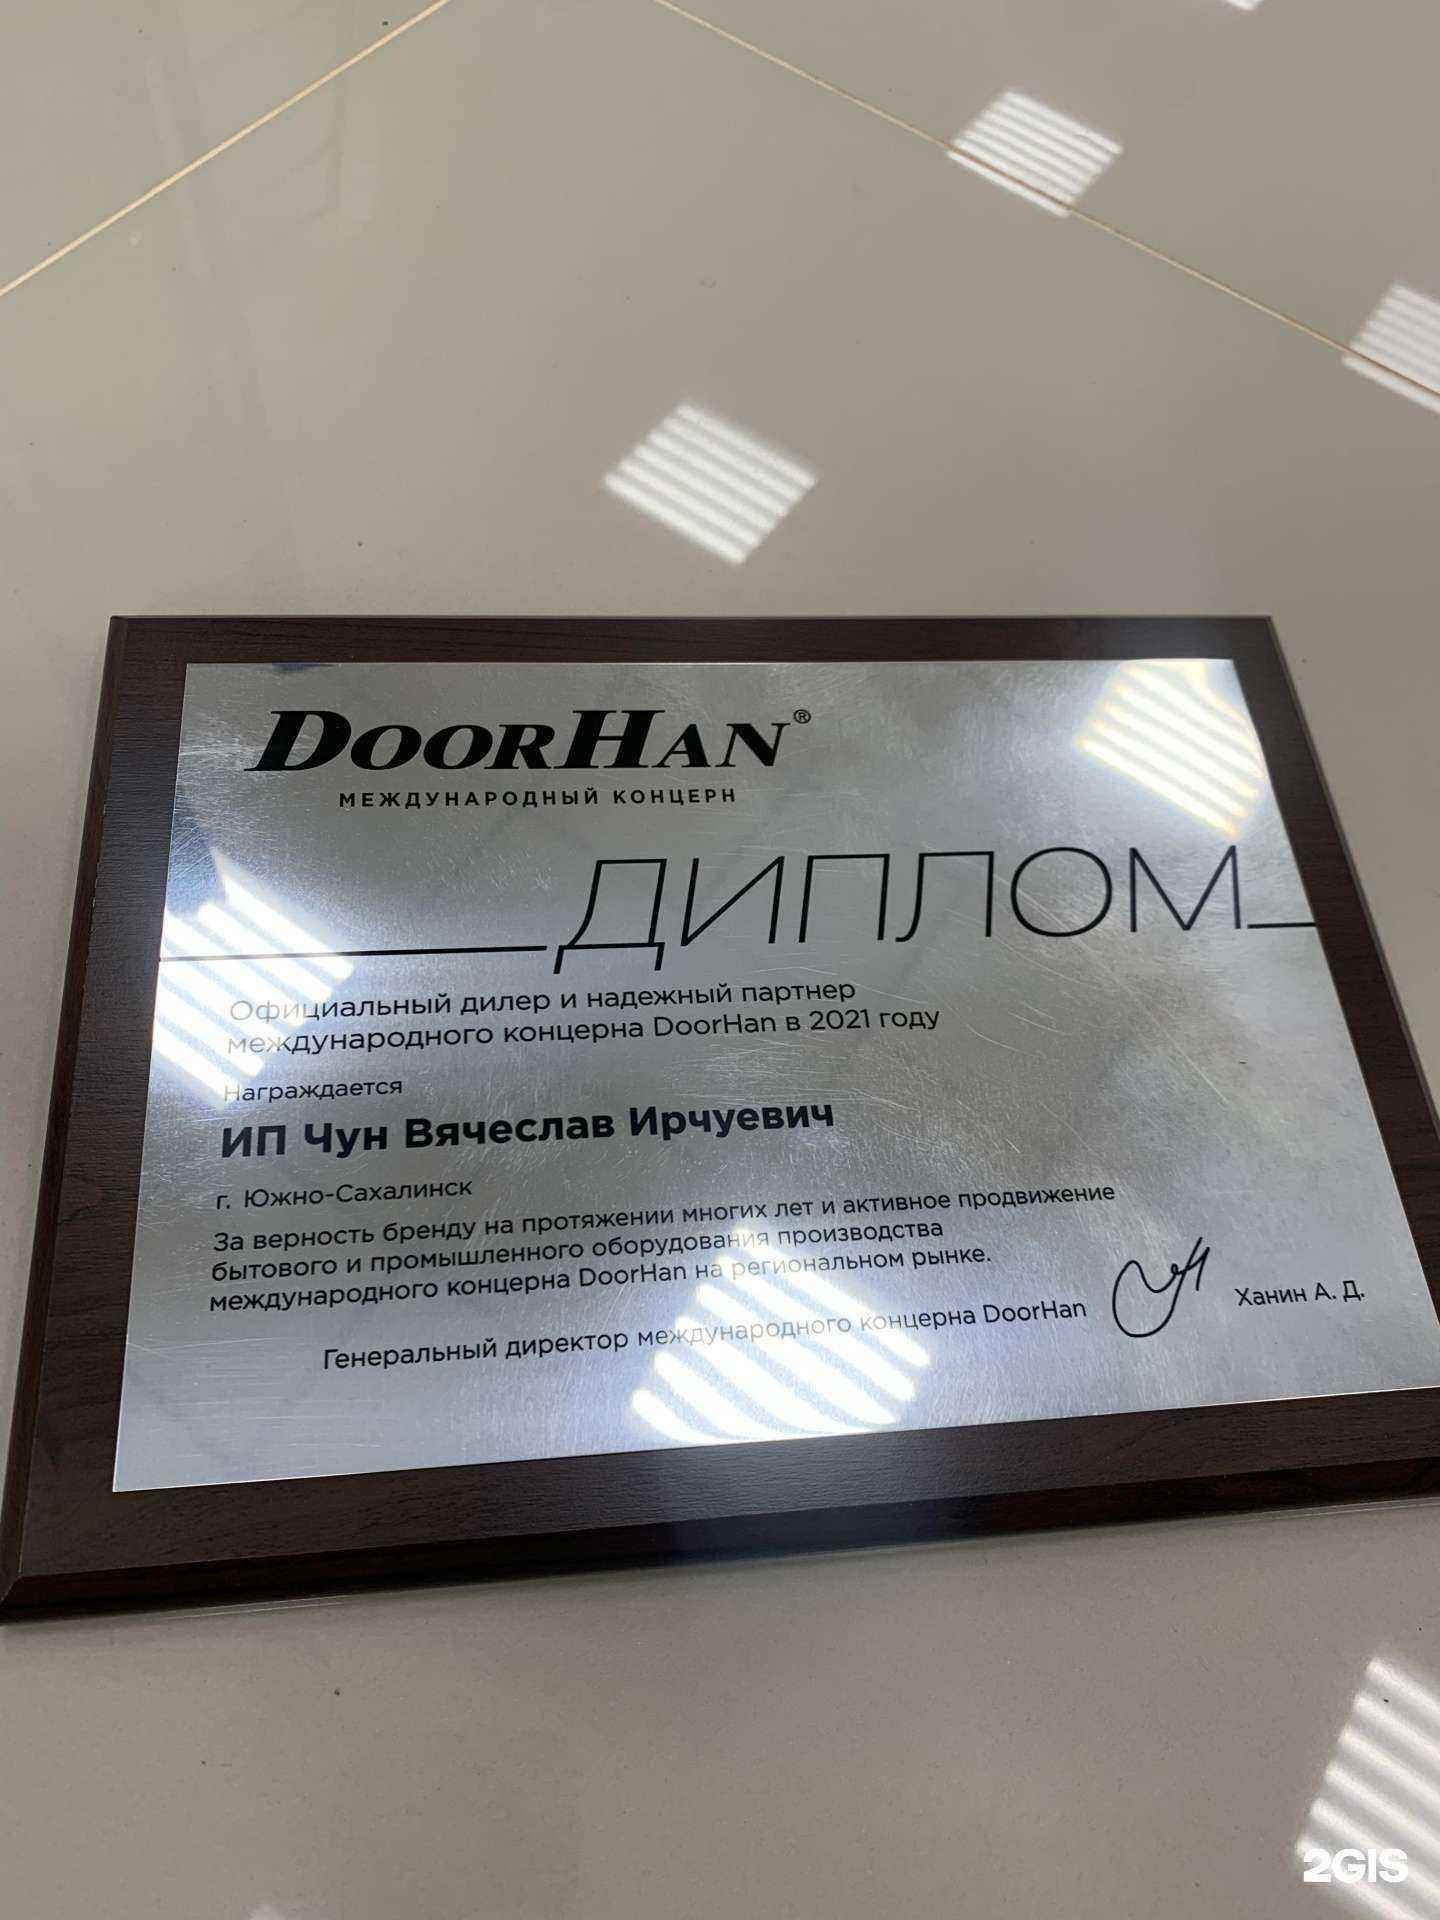 DOORHAN®
МЕЖДУНАРОДНЫЙ КОНЦЕРН
ДИПЛОМ
Официальный дилер и надежный партнер
международного концерна DoorHan в 2021 году
Награждается
ИП Чун Вячеслав Ирчуевич
г. Южно-Сахалинск
За верность бренду на протяжении многих лет и активное продвижение
бытового и промышленного оборудования производства
международного концерна DoorHan на региональном рынке.
Генеральный директор международного концерна DoorHan Ханин А. Д.
2GIS